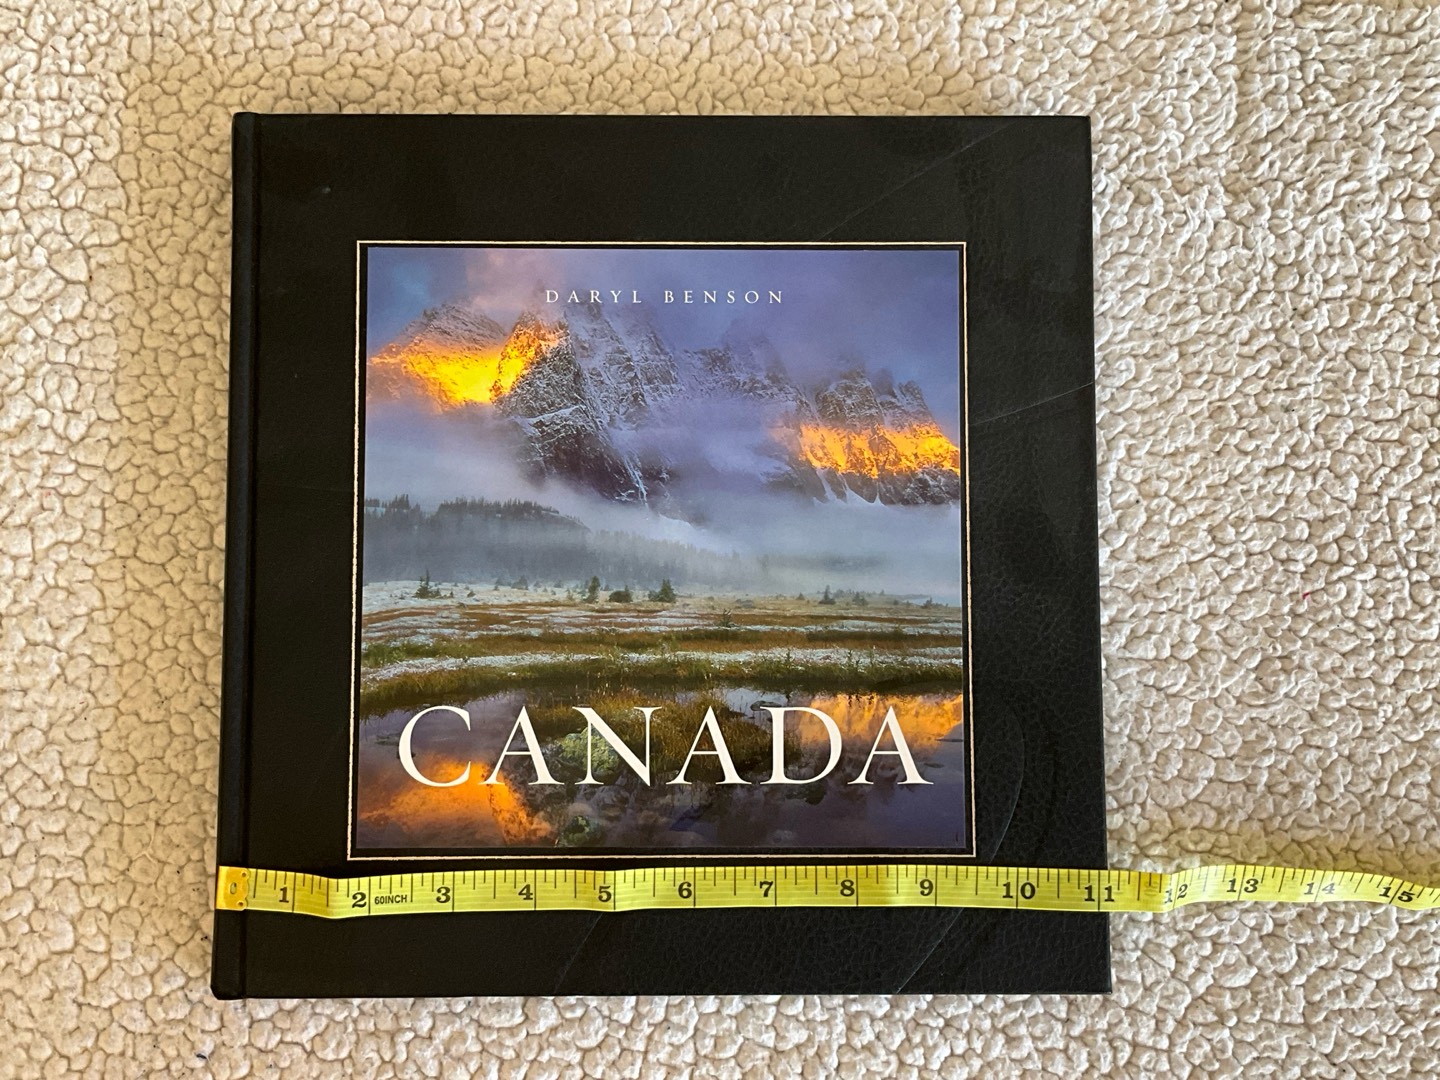 DARYL BENSON
CANADA
1 2 60INCH 3 4 5 6 7 8 9 10 11 12 13 14 15